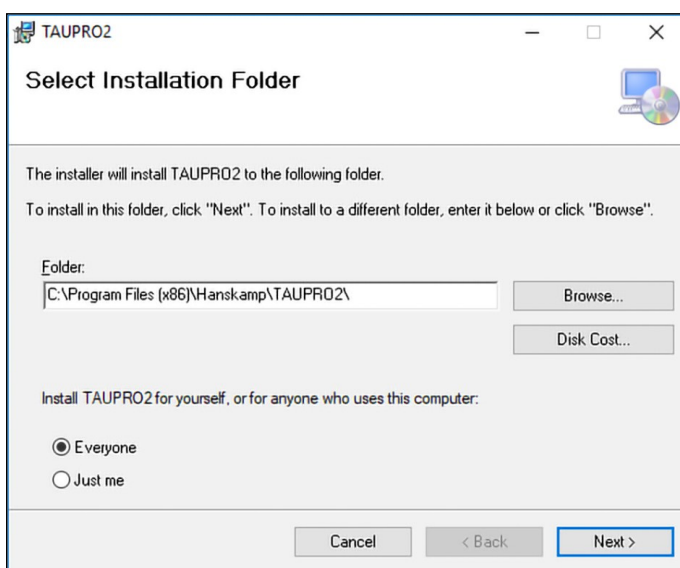 TAUPRO2
Select Installation Folder
The installer will install TAUPRO2 to the following folder.
To install in this folder, click "Next". To install to a different folder, enter it below or click "Browse".
Folder:
C:\Program Files (x86)\Hanskamp\TAUPRO2\
Browse...
Disk Cost...
Install TAUPRO2 for yourself, or for anyone who uses this computer:
Everyone
Just me
Cancel
< Back
Next >